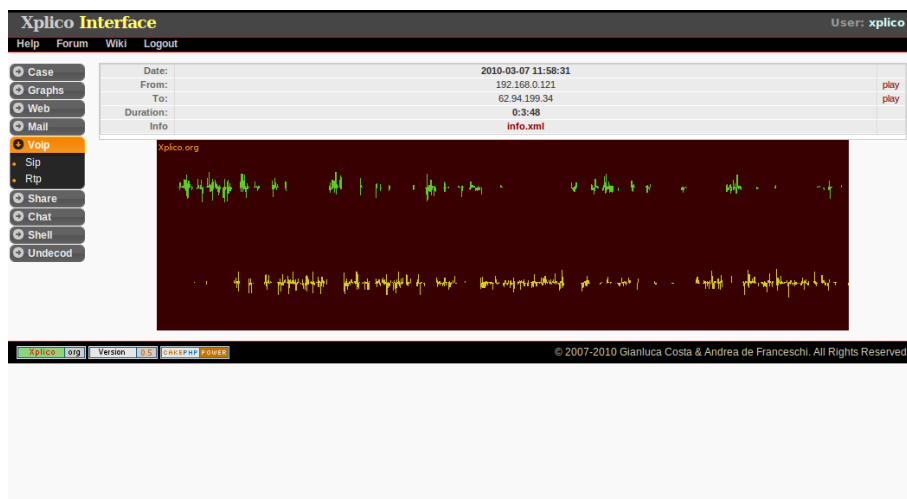 Xplico Interface
User: xplico
Help Forum Wiki Logout
Case
Graphs
Web
Mail
Voip
Sip
Rtp
Share
Chat
Shell
Undecod
Date: 2010-03-07 11:58:31
From: 192.168.0.121 play
To: 62.94.199.34 play
Duration: 0:3:48
Info info.xml
Xplico.org
Xplico org Version 0.5 CAKEPHP POWER
© 2007-2010 Gianluca Costa & Andrea de Franceschi. All Rights Reserved